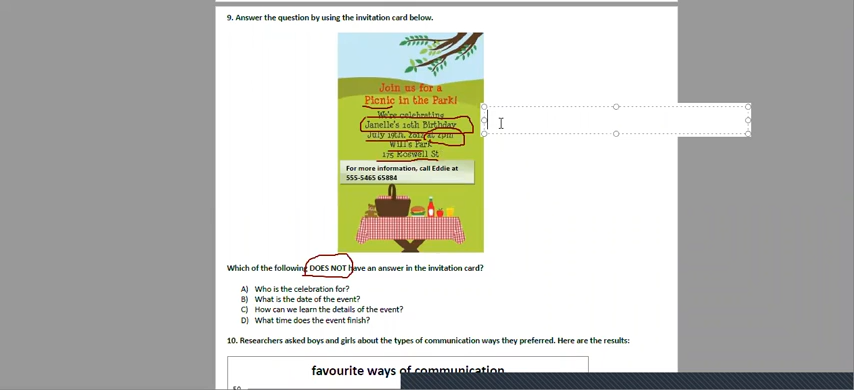 9. Answer the question by using the invitation card below.
Join us for a
Picnic in the Park!
We're celebrating
Janelle's 10th Birthday
July 19th, at 2pm
Will's Park
175 Roswell St
For more information, call Eddie at
555-5465 65884
Which of the following DOES NOT have an answer in the invitation card?
A) Who is the celebration for?
B) What is the date of the event?
C) How can we learn the details of the event?
D) What time does the event finish?
10. Researchers asked boys and girls about the types of communication ways they preferred. Here are the results:
favourite ways of communication